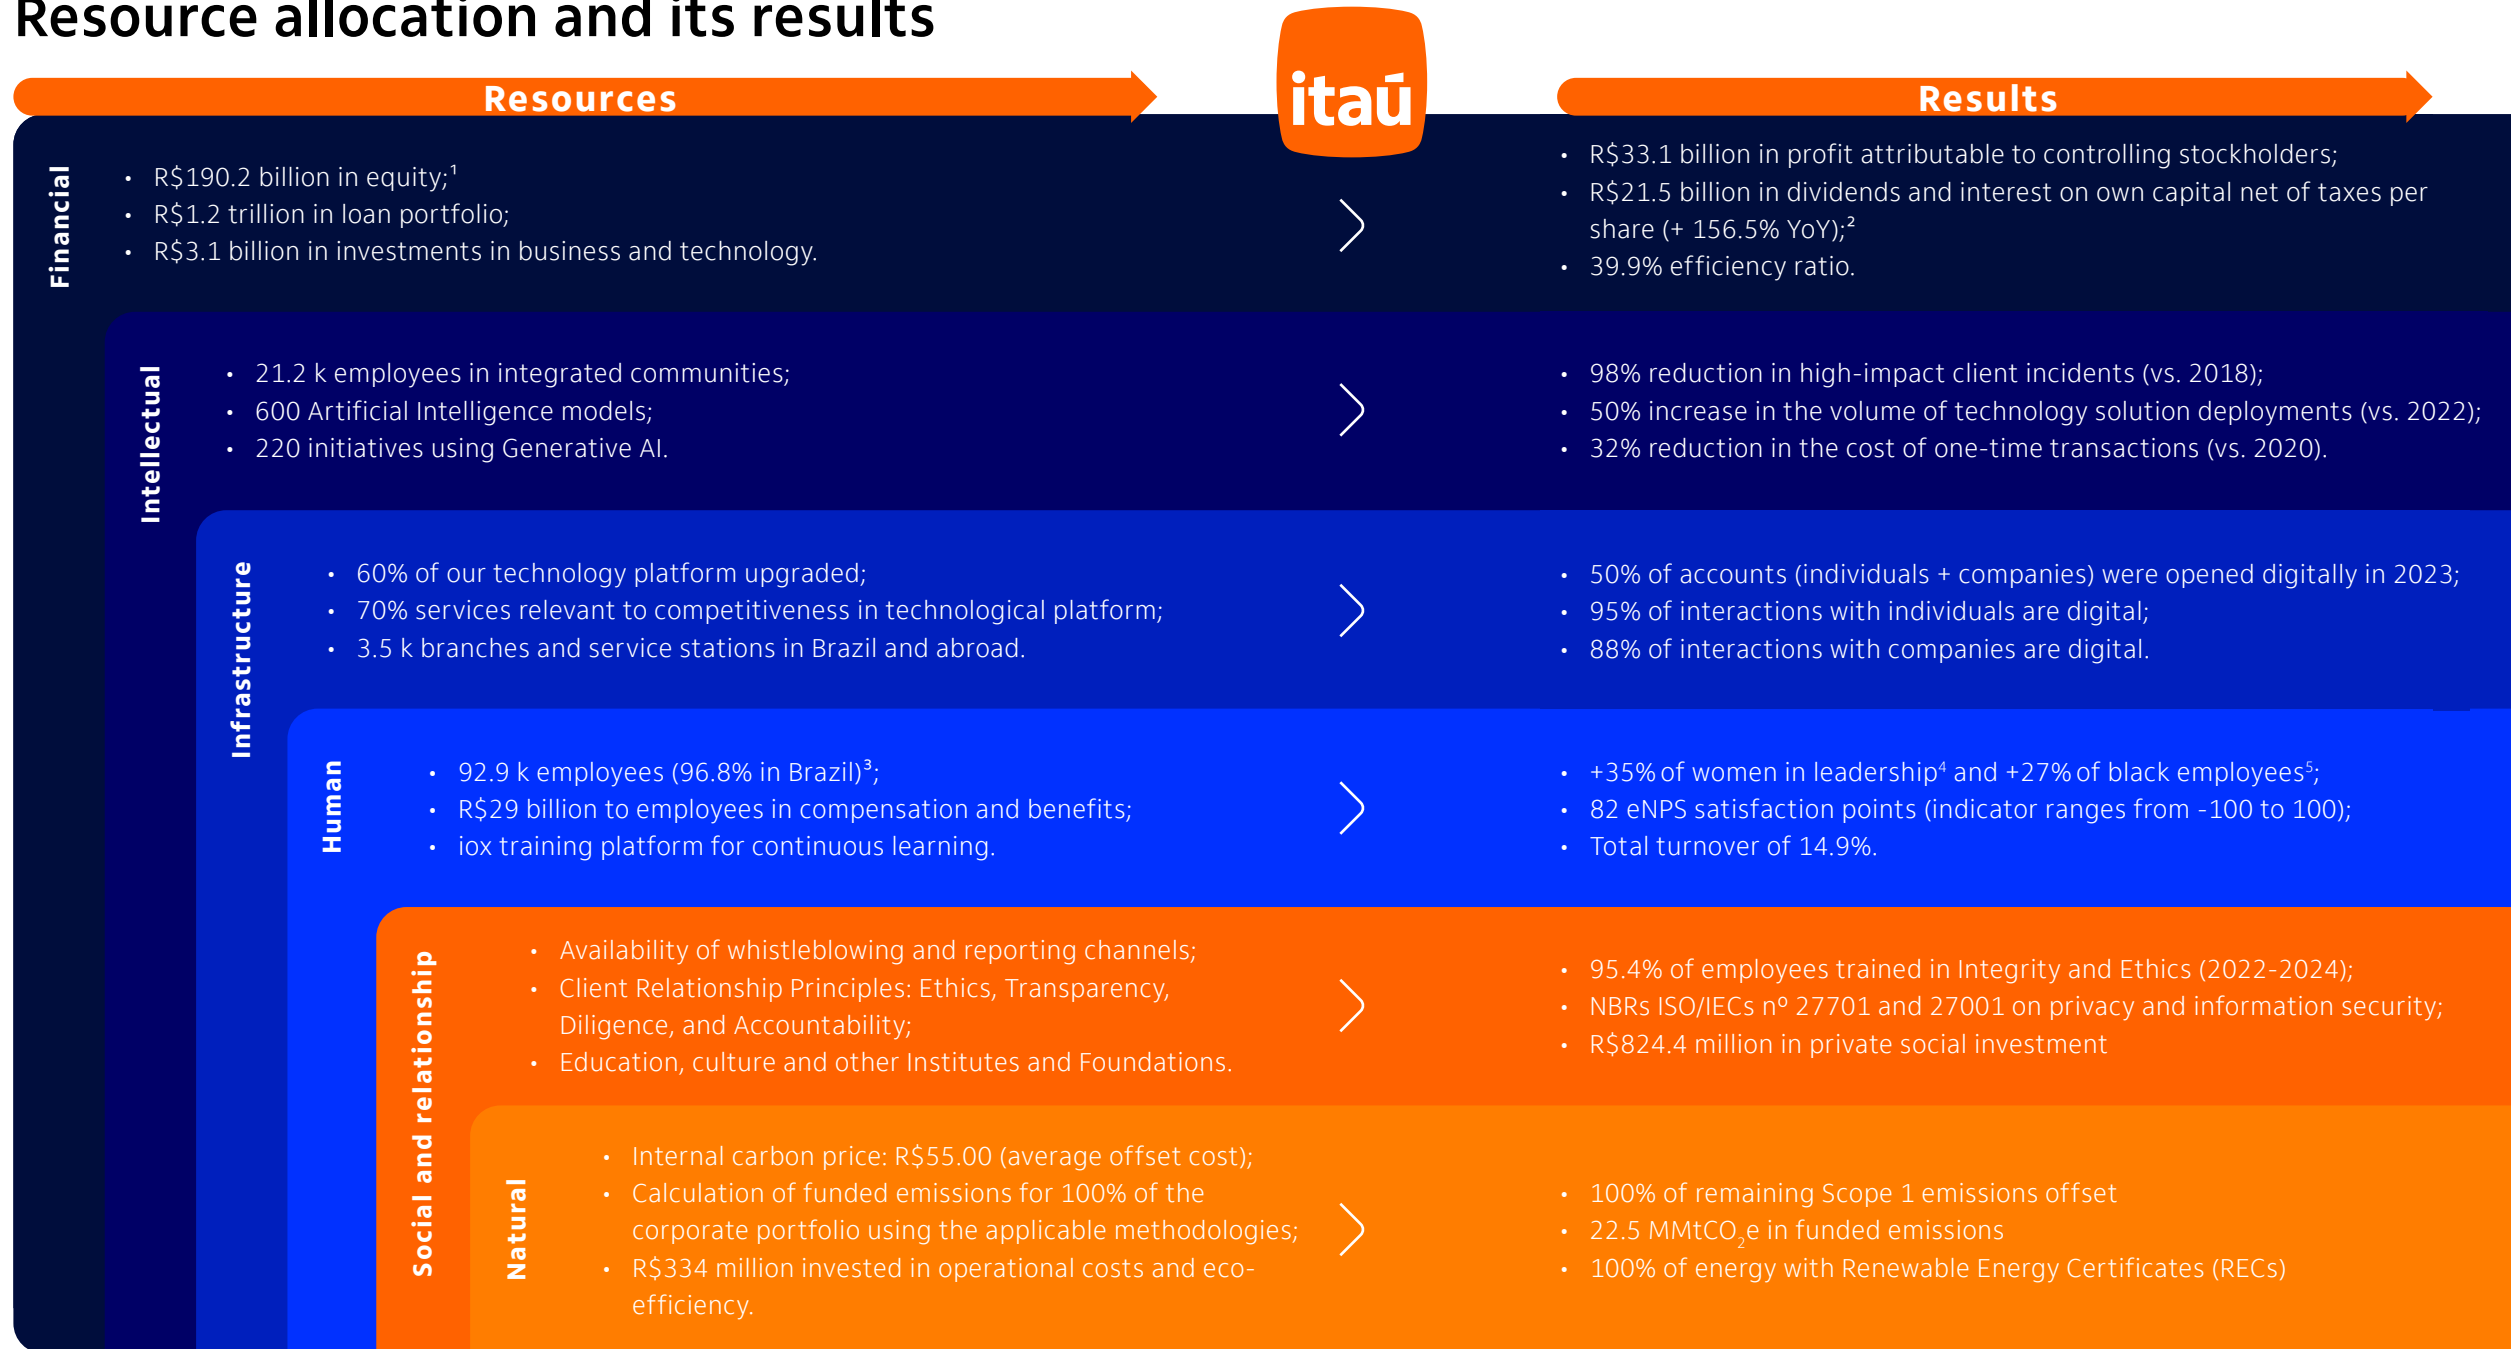 Resource allocation and its results
Resources
itaú
Results
Financial
• R$190.2 billion in equity;¹
• R$1.2 trillion in loan portfolio;
• R$3.1 billion in investments in business and technology.
• R$33.1 billion in profit attributable to controlling stockholders;
• R$21.5 billion in dividends and interest on own capital net of taxes per
share (+ 156.5% YoY);²
• 39.9% efficiency ratio.
Intellectual
• 21.2 k employees in integrated communities;
• 600 Artificial Intelligence models;
• 220 initiatives using Generative AI.
• 98% reduction in high-impact client incidents (vs. 2018);
• 50% increase in the volume of technology solution deployments (vs. 2022);
• 32% reduction in the cost of one-time transactions (vs. 2020).
Infrastructure
• 60% of our technology platform upgraded;
• 70% services relevant to competitiveness in technological platform;
• 3.5 k branches and service stations in Brazil and abroad.
• 50% of accounts (individuals + companies) were opened digitally in 2023;
• 95% of interactions with individuals are digital;
• 88% of interactions with companies are digital.
Human
• 92.9 k employees (96.8% in Brazil)³;
• R$29 billion to employees in compensation and benefits;
• iox training platform for continuous learning.
• +35% of women in leadership⁴ and +27% of black employees⁵;
• 82 eNPS satisfaction points (indicator ranges from -100 to 100);
• Total turnover of 14.9%.
Social and relationship
• Availability of whistleblowing and reporting channels;
• Client Relationship Principles: Ethics, Transparency,
Diligence, and Accountability;
• Education, culture and other Institutes and Foundations.
• 95.4% of employees trained in Integrity and Ethics (2022-2024);
• NBRs ISO/IECs nº 27701 and 27001 on privacy and information security;
• R$824.4 million in private social investment
Natural
• Internal carbon price: R$55.00 (average offset cost);
• Calculation of funded emissions for 100% of the
corporate portfolio using the applicable methodologies;
• R$334 million invested in operational costs and eco-
efficiency.
• 100% of remaining Scope 1 emissions offset
• 22.5 MMtCO₂e in funded emissions
• 100% of energy with Renewable Energy Certificates (RECs)